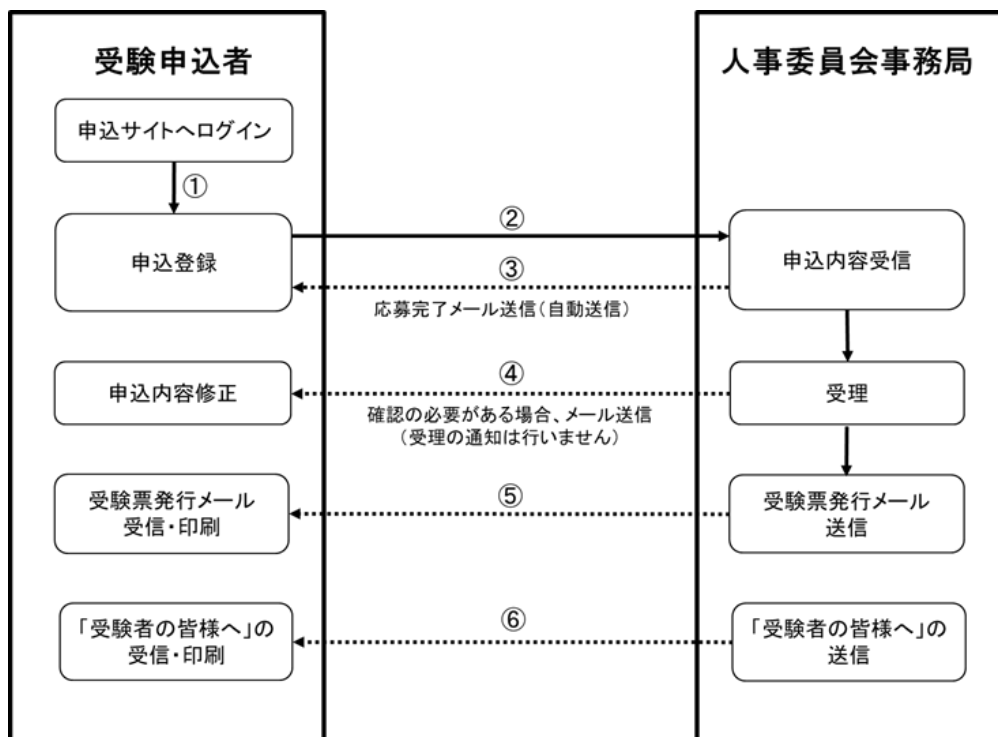 受験申込者
人事委員会事務局
申込サイトへログイン
①
申込登録
②
申込内容受信
③
応募完了メール送信(自動送信)
申込内容修正
④
受理
確認の必要がある場合、メール送信
(受理の通知は行いません)
受験票発行メール
受信・印刷
⑤
受験票発行メール
送信
「受験者の皆様へ」の
受信・印刷
⑥
「受験者の皆様へ」の
送信